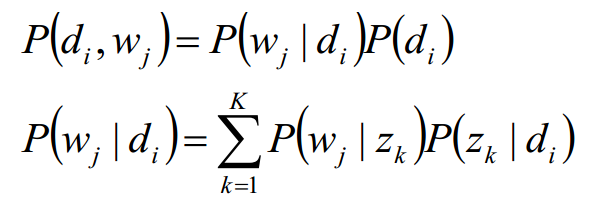 P(d_i, w_j) = P(w_j | d_i)P(d_i)
P(w_j | d_i) = \sum_{k=1}^{K} P(w_j | z_k)P(z_k | d_i)